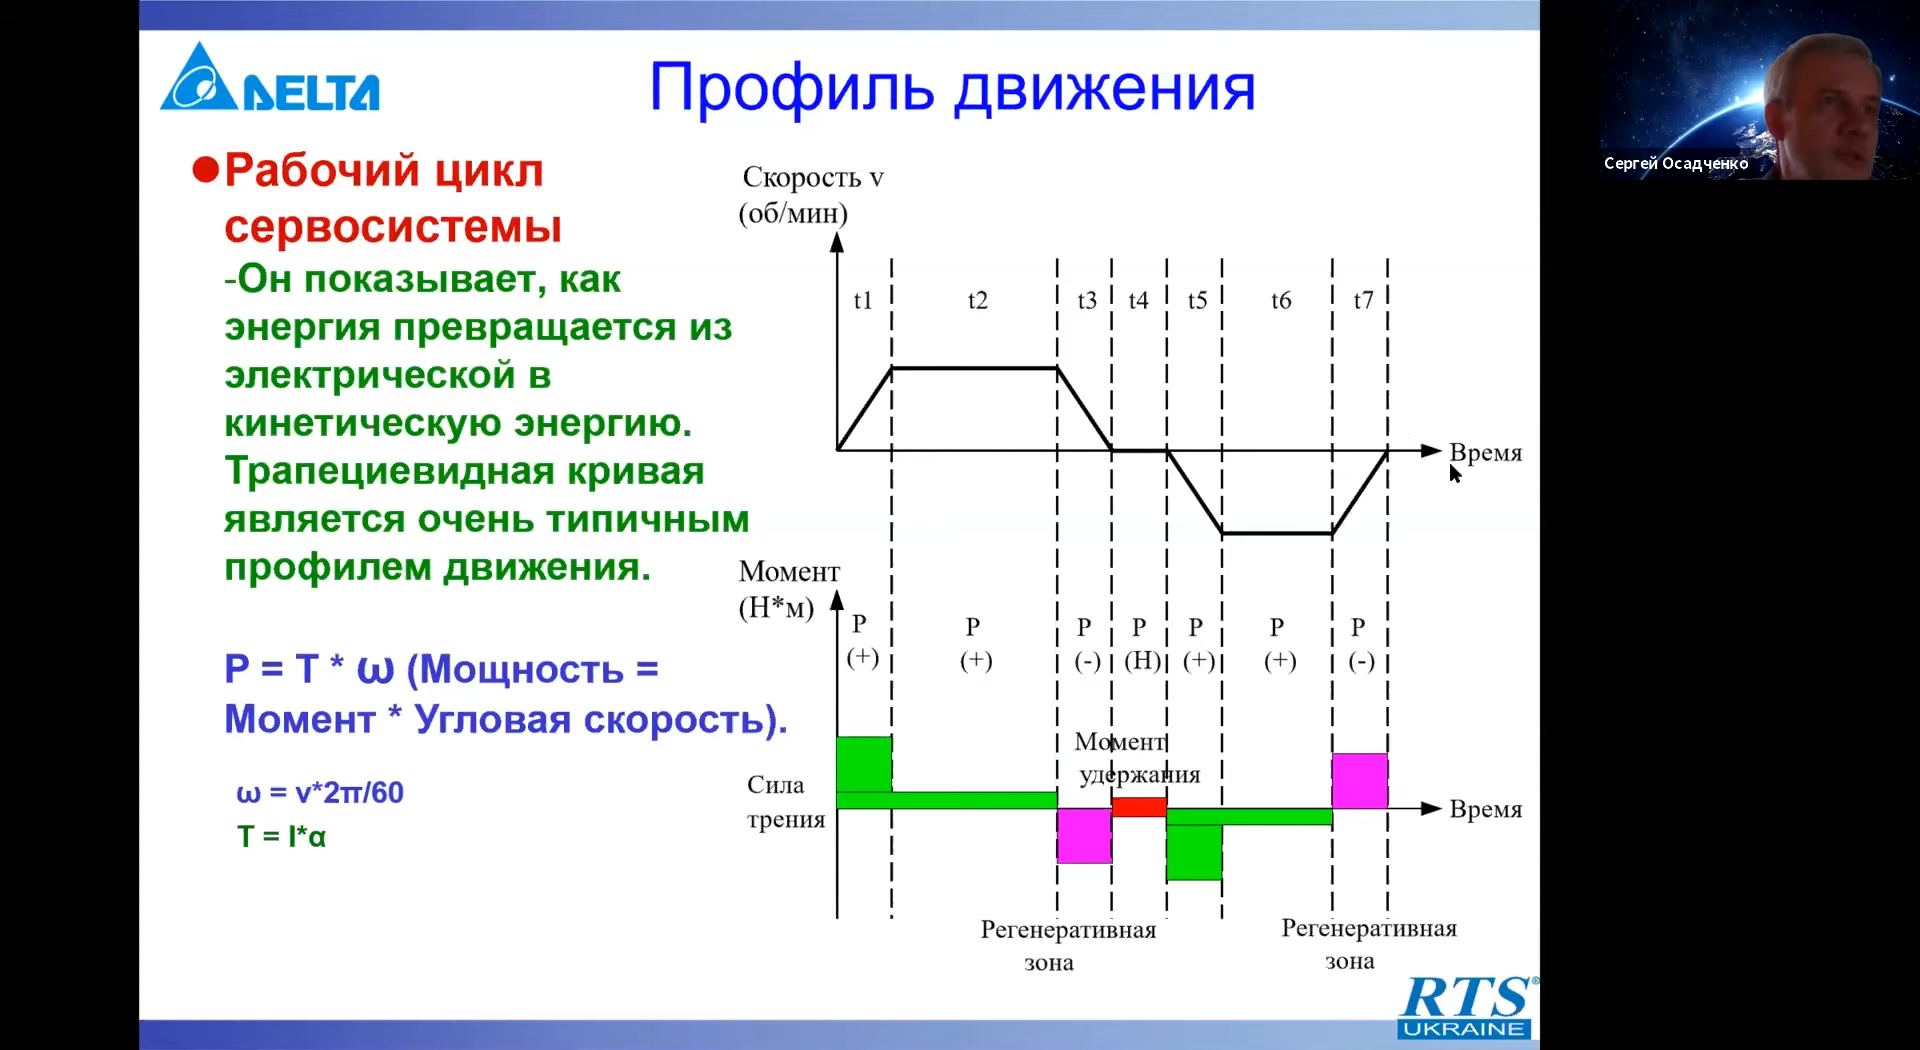 DELTA
Профиль движения
Рабочий цикл
сервосистемы
-Он показывает, как
энергия превращается из
электрической в
кинетическую энергию.
Трапециевидная кривая
является очень типичным
профилем движения.
P = T * ω (Мощность =
Момент * Угловая скорость).
ω = v*2π/60
T = I*α
Скорость v
(об/мин)
t1 t2 t3 t4 t5 t6 t7
Время
Момент
(Н*м)
P P P P P P P
(+) (+) (-) (Н) (+) (+) (-)
Момент
удержания
Сила
трения
Время
Регенеративная
зона
Регенеративная
зона
RTS®
UKRAINE
Сергей Осадченко